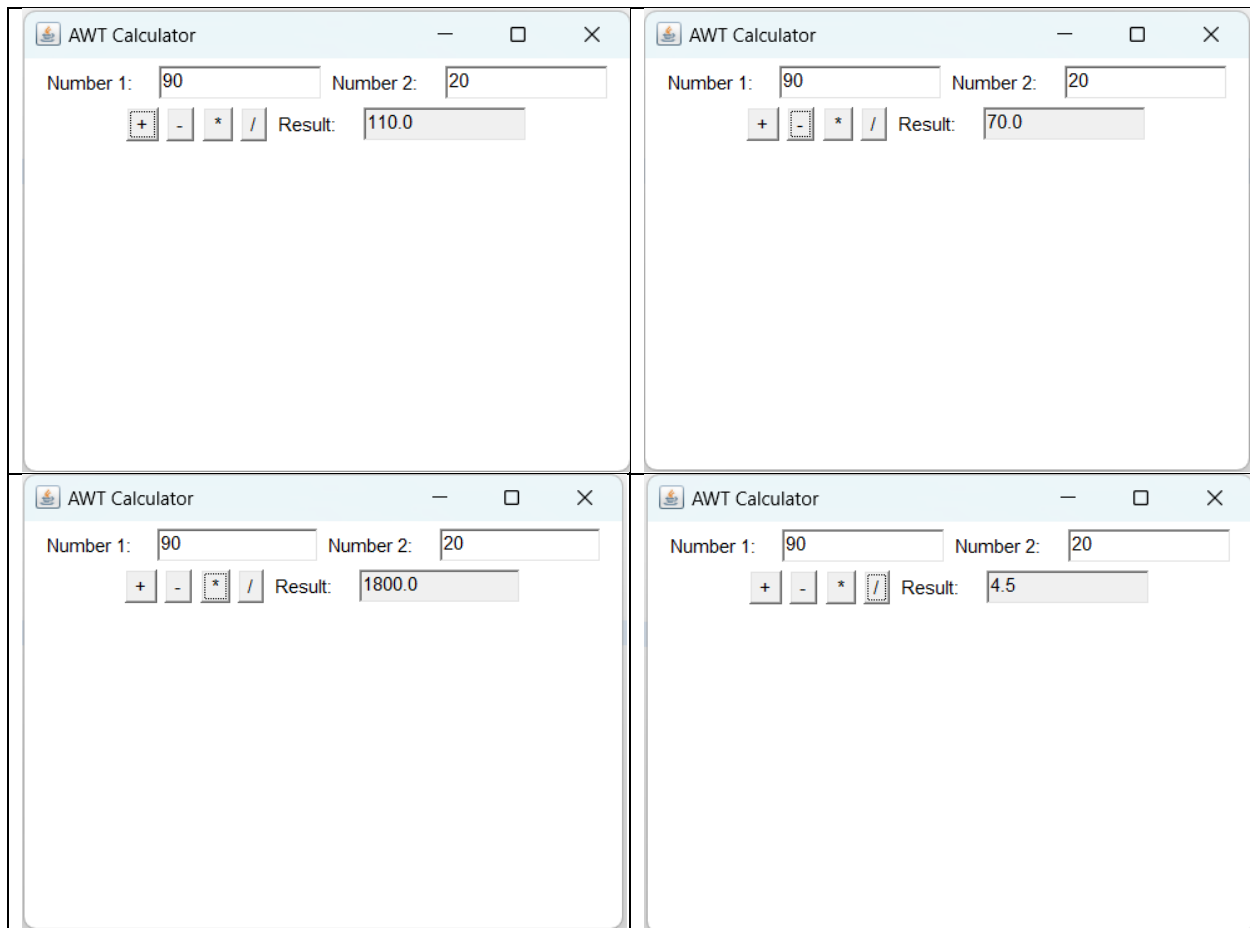 AWT Calculator
Number 1: 90 Number 2: 20
+ - * / Result: 110.0
AWT Calculator
Number 1: 90 Number 2: 20
+ - * / Result: 70.0
AWT Calculator
Number 1: 90 Number 2: 20
+ - * / Result: 1800.0
AWT Calculator
Number 1: 90 Number 2: 20
+ - * / Result: 4.5